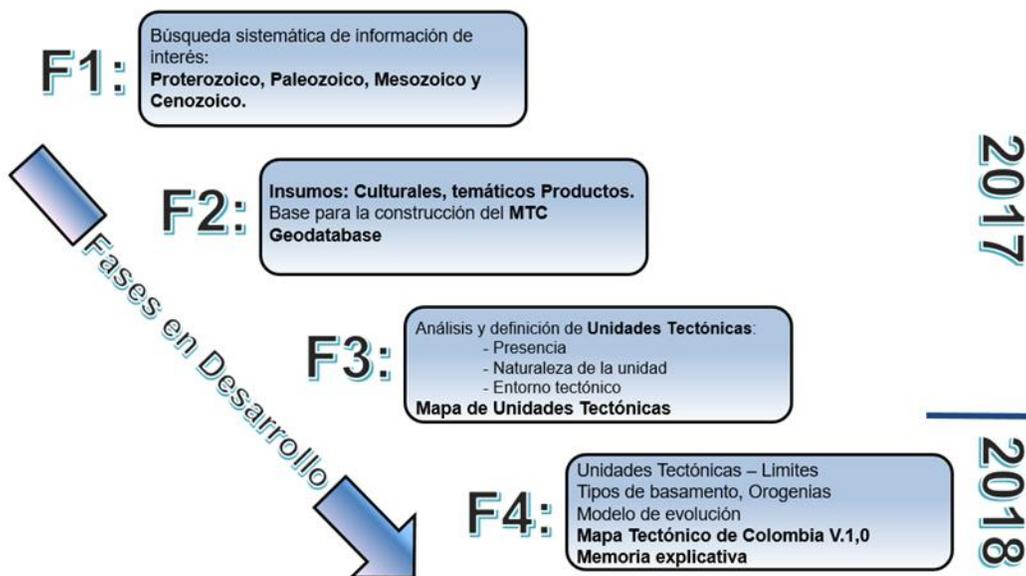 F1:
Búsqueda sistemática de información de
interés:
Proterozoico, Paleozoico, Mesozoico y
Cenozoico.
F2:
Insumos: Culturales, temáticos Productos.
Base para la construcción del MTC
Geodatabase
2017
Fases en Desarrollo
F3:
Análisis y definición de Unidades Tectónicas:
- Presencia
- Naturaleza de la unidad
- Entorno tectónico
Mapa de Unidades Tectónicas
F4:
Unidades Tectónicas – Limites
Tipos de basamento, Orogenias
Modelo de evolución
Mapa Tectónico de Colombia V.1,0
Memoria explicativa
2018